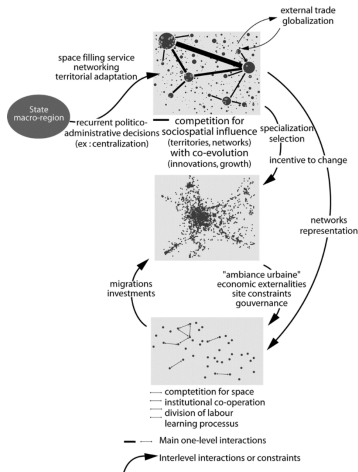 external trade
globalization
space filling service
networking
territorial adaptation
State
macro-region
recurrent politico-
administrative decisions
(ex : centralization)
competition for
sociospatial influence
(territories, networks)
with co-evolution
(innovations, growth)
specialization
selection
incentive to change
networks
representation
migrations
investments
"ambiance urbaine"
economic externalities
site constraints
gouvernance
comptetition for space
institutional co-operation
division of labour
learning processus
Main one-level interactions
Interlevel interactions or constraints